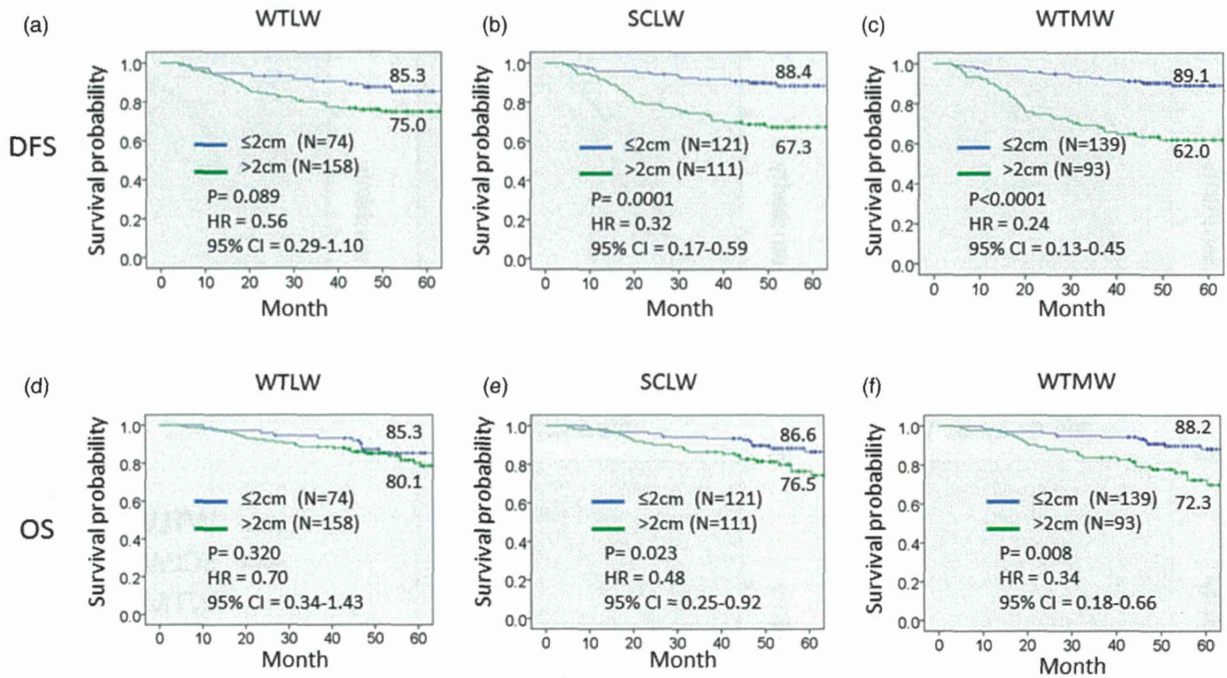 (a)
WTLW
(b)
SCLW
(c)
WTMW
DFS
Survival probability
1.0
0.8
0.6
0.4
0.2
0.0
85.3
75.0
≤2cm (N=74)
>2cm (N=158)
P= 0.089
HR = 0.56
95% CI = 0.29-1.10
0 10 20 30 40 50 60
Month
Survival probability
1.0
0.8
0.6
0.4
0.2
0.0
88.4
67.3
≤2cm (N=121)
>2cm (N=111)
P= 0.0001
HR = 0.32
95% CI = 0.17-0.59
0 10 20 30 40 50 60
Month
Survival probability
1.0
0.8
0.6
0.4
0.2
0.0
89.1
62.0
≤2cm (N=139)
>2cm (N=93)
P<0.0001
HR = 0.24
95% CI = 0.13-0.45
0 10 20 30 40 50 60
Month
(d)
WTLW
(e)
SCLW
(f)
WTMW
OS
Survival probability
1.0
0.8
0.6
0.4
0.2
0.0
85.3
80.1
≤2cm (N=74)
>2cm (N=158)
P= 0.320
HR = 0.70
95% CI = 0.34-1.43
0 10 20 30 40 50 60
Month
Survival probability
1.0
0.8
0.6
0.4
0.2
0.0
86.6
76.5
≤2cm (N=121)
>2cm (N=111)
P= 0.023
HR = 0.48
95% CI = 0.25-0.92
0 10 20 30 40 50 60
Month
Survival probability
1.0
0.8
0.6
0.4
0.2
0.0
88.2
72.3
≤2cm (N=139)
>2cm (N=93)
P= 0.008
HR = 0.34
95% CI = 0.18-0.66
0 10 20 30 40 50 60
Month